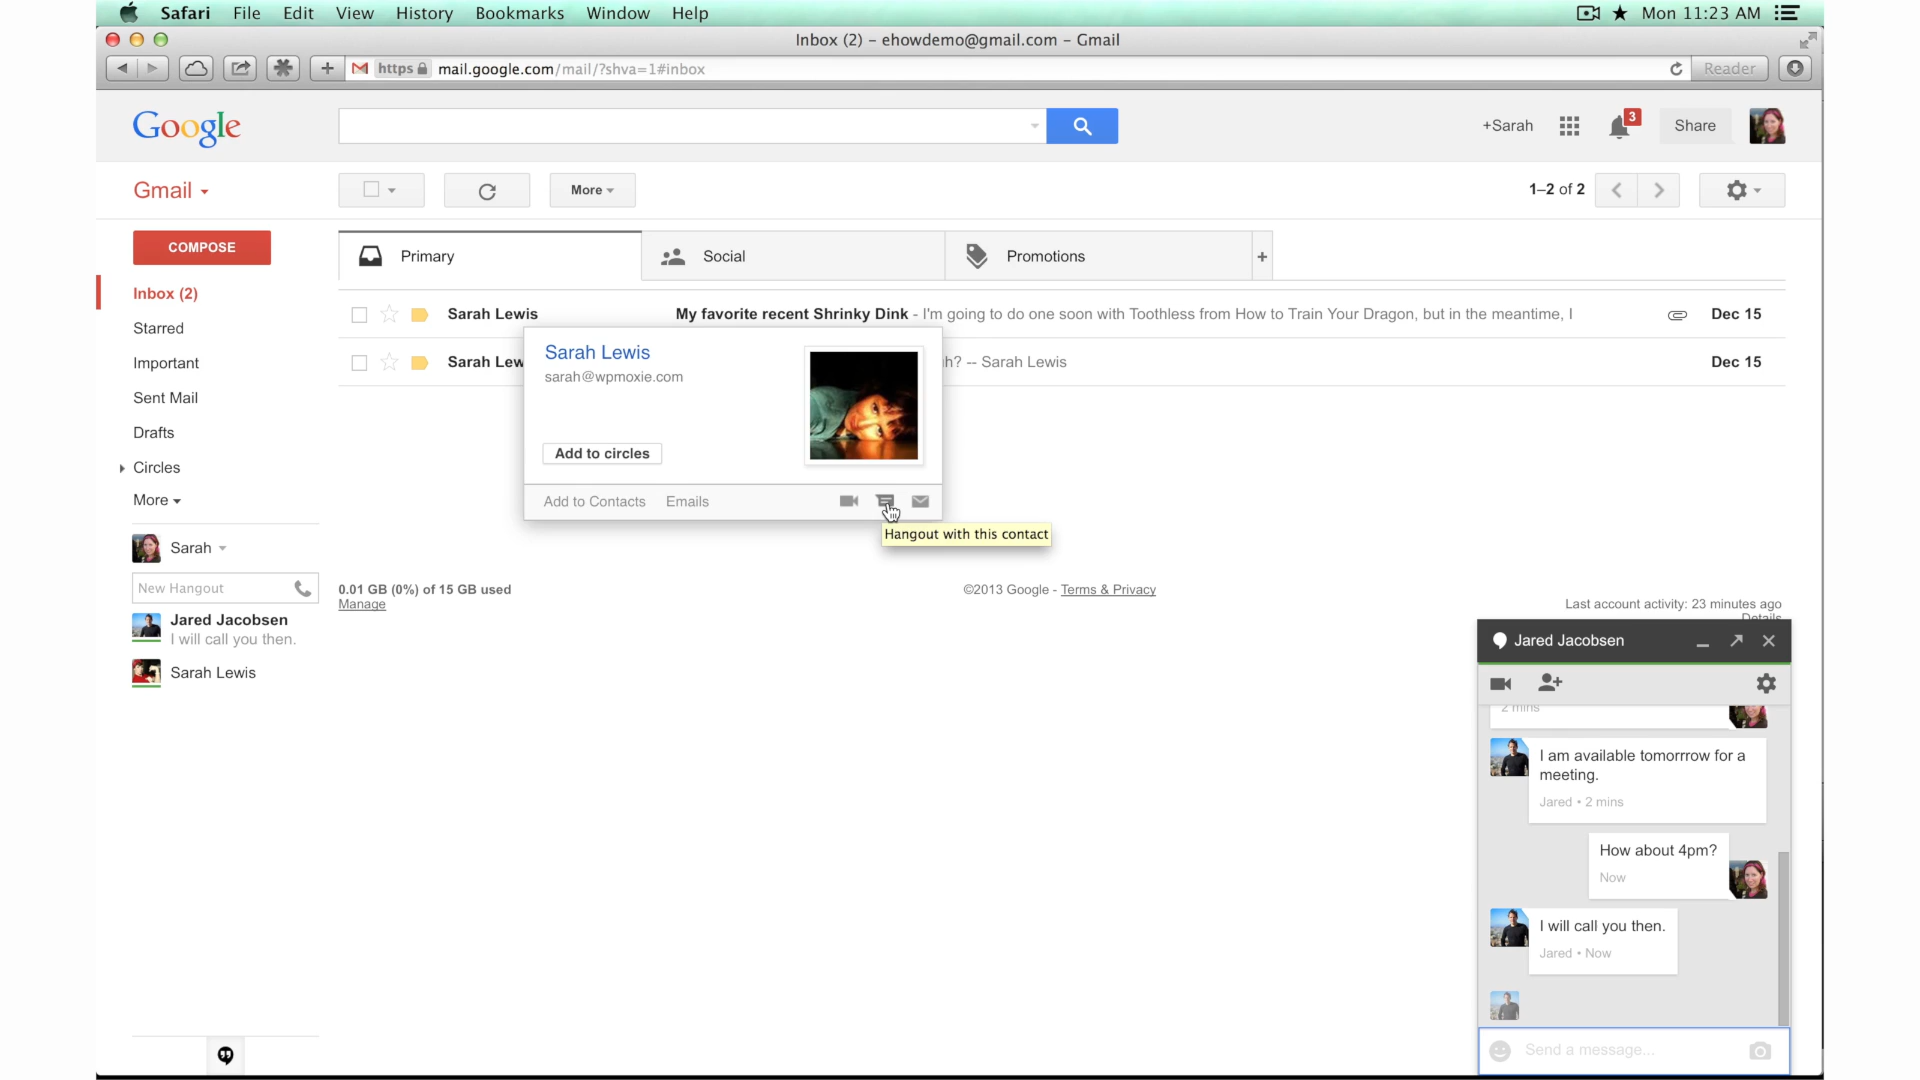 Safari File Edit View History Bookmarks Window Help Mon 11:23 AM
Inbox (2) – ehowdemo@gmail.com – Gmail
https mail.google.com/mail/?shva=1#inbox Reader
Google +Sarah 3 Share
Gmail More 1–2 of 2
COMPOSE
Primary Social Promotions +
Inbox (2)
Starred
Important
Sent Mail
Drafts
Circles
More
Sarah Lewis My favorite recent Shrinky Dink - I'm going to do one soon with Toothless from How to Train Your Dragon, but in the meantime, I Dec 15
Sarah Lew h? -- Sarah Lewis Dec 15
Sarah Lewis
sarah@wpmoxie.com
Add to circles
Add to Contacts Emails
Hangout with this contact
Sarah
New Hangout
Jared Jacobsen
I will call you then.
Sarah Lewis
0.01 GB (0%) of 15 GB used
Manage
©2013 Google - Terms & Privacy
Last account activity: 23 minutes ago
Details
Jared Jacobsen
2 mins
I am available tomorrrow for a
meeting.
Jared • 2 mins
How about 4pm?
Now
I will call you then.
Jared • Now
Send a message...